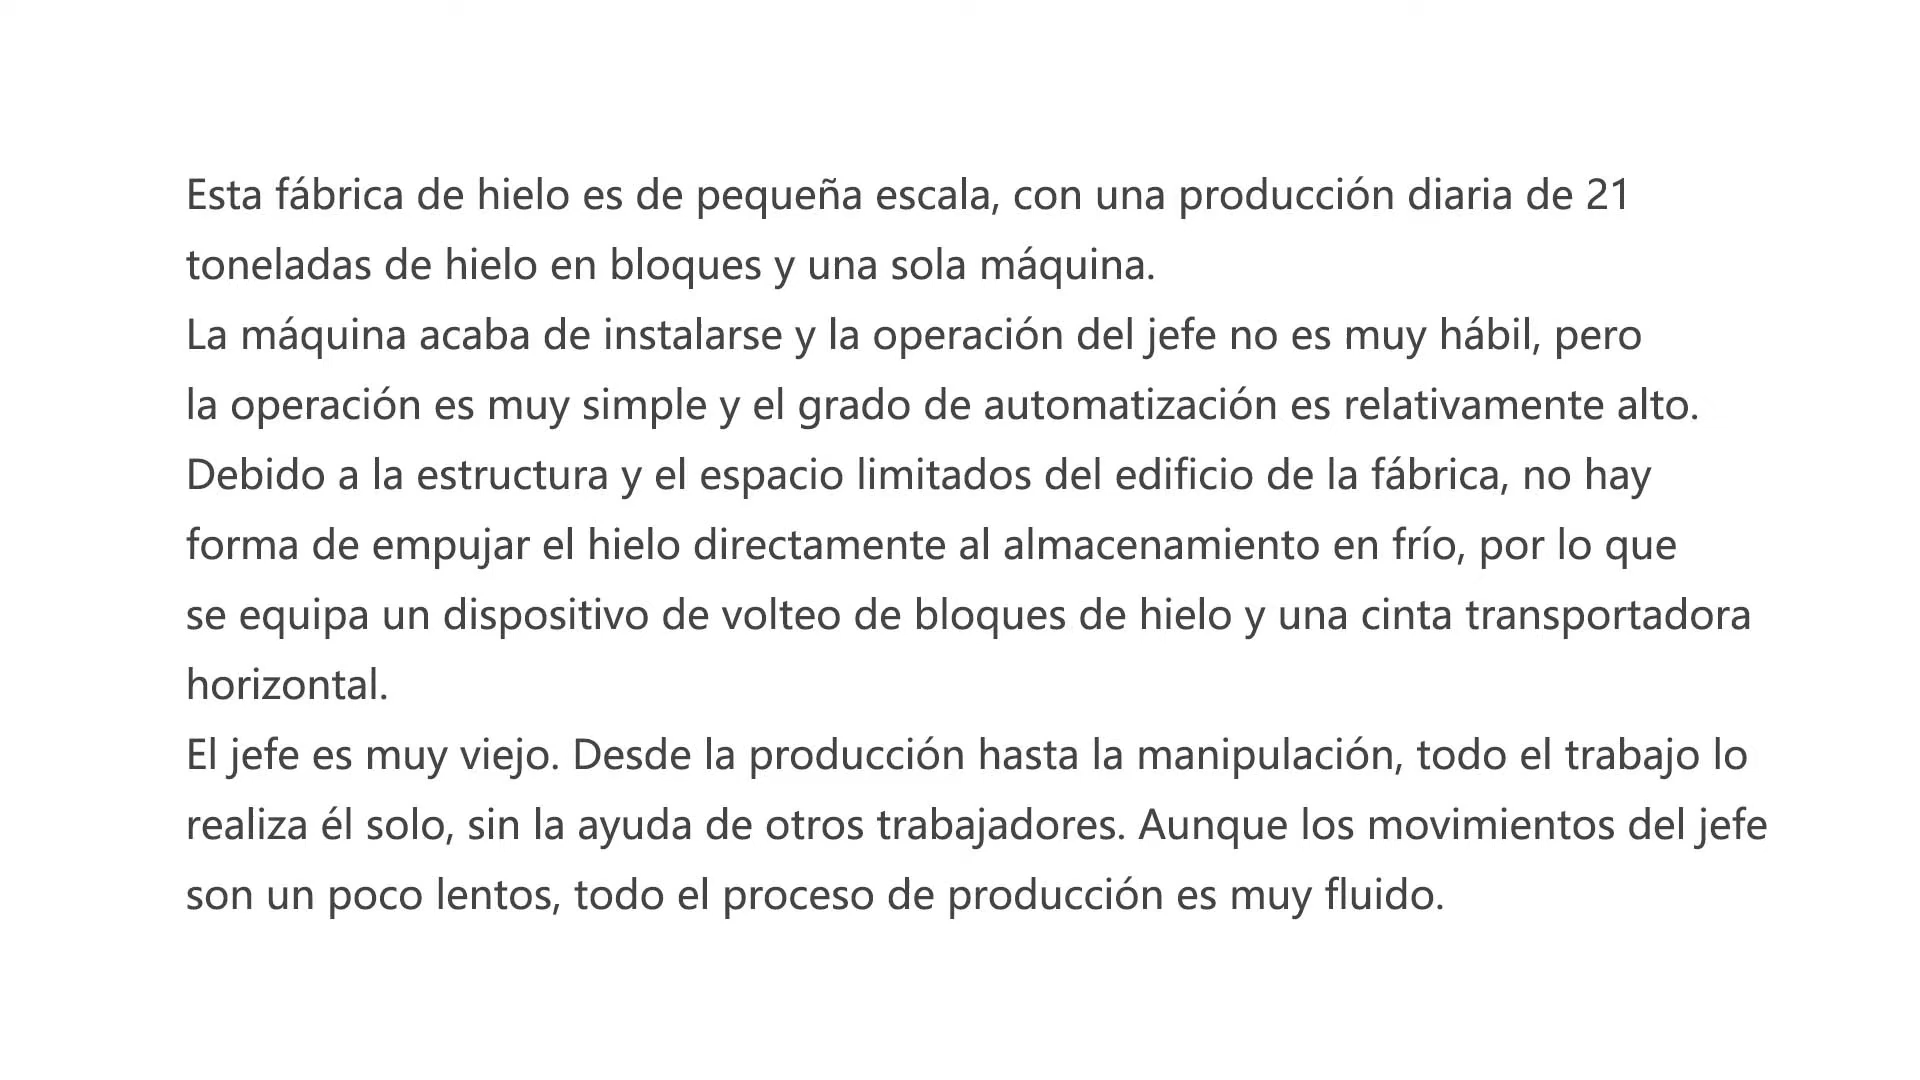 Esta fábrica de hielo es de pequeña escala, con una producción diaria de 21
toneladas de hielo en bloques y una sola máquina.
La máquina acaba de instalarse y la operación del jefe no es muy hábil, pero
la operación es muy simple y el grado de automatización es relativamente alto.
Debido a la estructura y el espacio limitados del edificio de la fábrica, no hay
forma de empujar el hielo directamente al almacenamiento en frío, por lo que
se equipa un dispositivo de volteo de bloques de hielo y una cinta transportadora
horizontal.
El jefe es muy viejo. Desde la producción hasta la manipulación, todo el trabajo lo
realiza él solo, sin la ayuda de otros trabajadores. Aunque los movimientos del jefe
son un poco lentos, todo el proceso de producción es muy fluido.